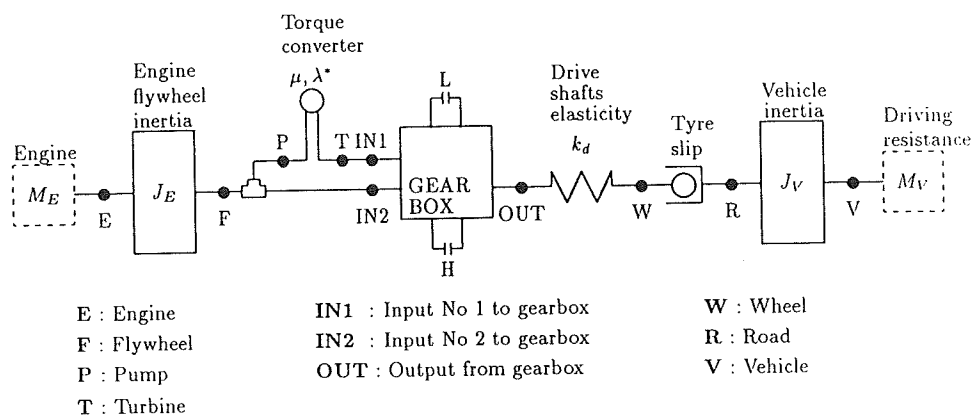 Torque
converter
μ, λ*
Engine
flywheel
inertia
L
Drive
shafts
elasticity
k_d
Vehicle
inertia
Driving
resistance
Tyre
slip
Engine
P
T IN1
M_E
J_E
GEAR
BOX
J_V
M_V
E
F
IN2
OUT
W
R
V
H
E : Engine
F : Flywheel
P : Pump
T : Turbine
IN1 : Input No 1 to gearbox
IN2 : Input No 2 to gearbox
OUT : Output from gearbox
W : Wheel
R : Road
V : Vehicle